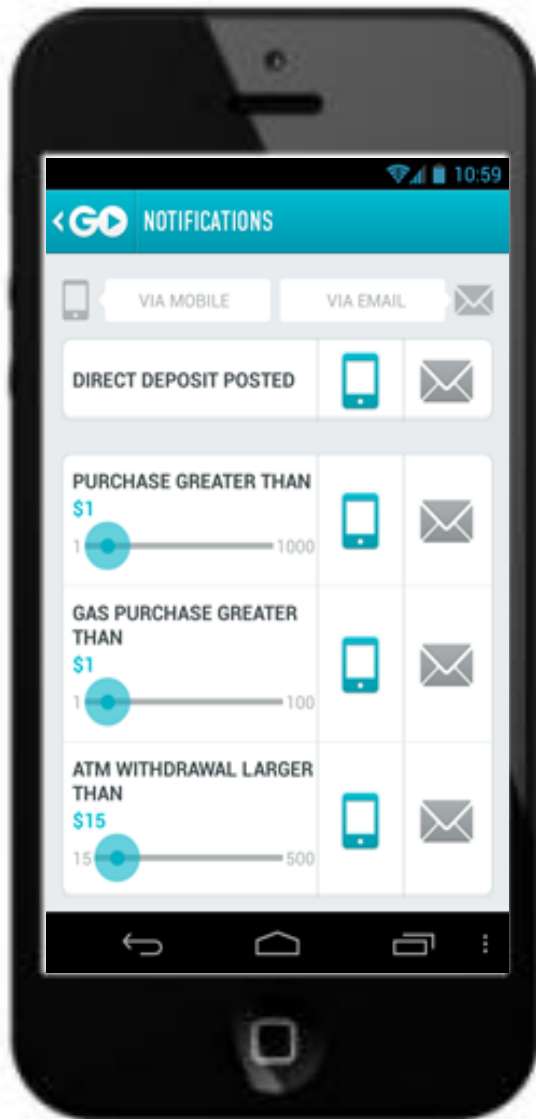 10:59
GO NOTIFICATIONS
VIA MOBILE VIA EMAIL
DIRECT DEPOSIT POSTED
PURCHASE GREATER THAN
$1
1 1000
GAS PURCHASE GREATER
THAN
$1
1 100
ATM WITHDRAWAL LARGER
THAN
$15
15 500